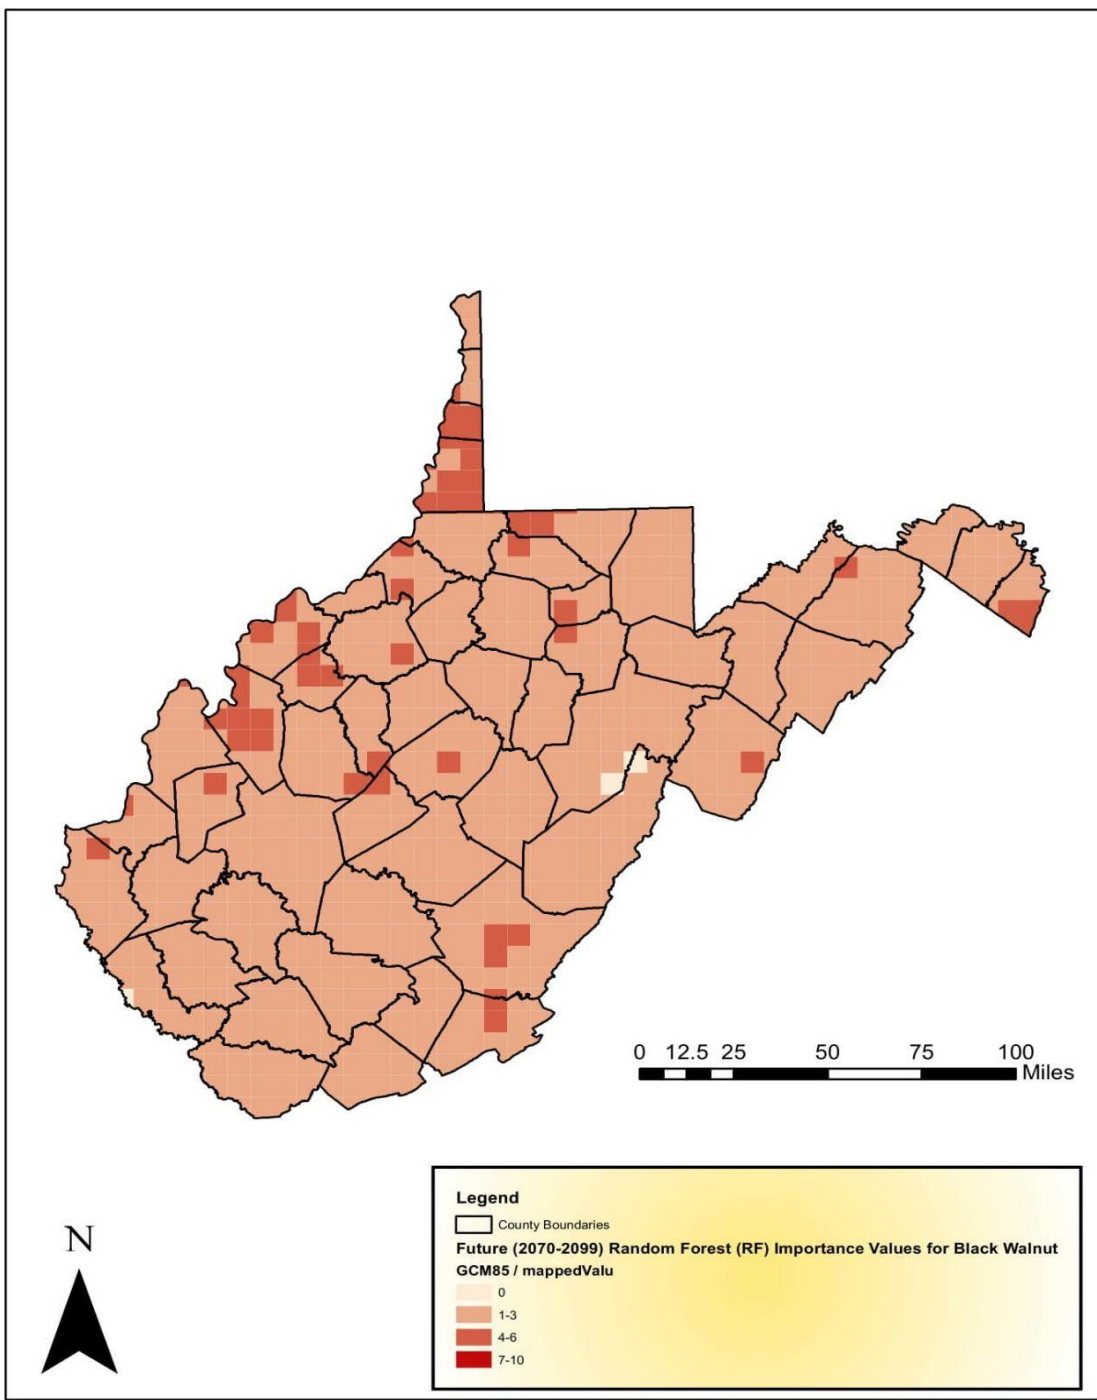 0 12.5 25 50 75 100
Miles
N
Legend
County Boundaries
Future (2070-2099) Random Forest (RF) Importance Values for Black Walnut
GCM85 / mappedValu
0
1-3
4-6
7-10